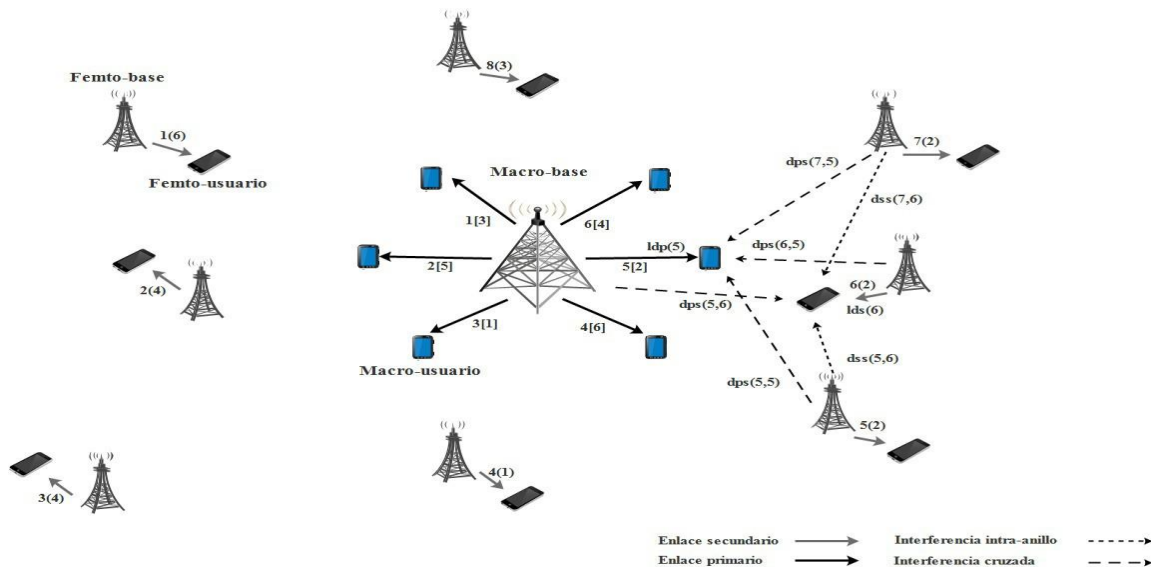 8(3)
Femto-base
1(6)
7(2)
dps(7,5)
Femto-usuario
Macro-base
1[3]
6[4]
dss(7,6)
ldp(5)
dps(6,5)
2[5]
5[2]
2(4)
6(2)
dps(5,6)
lds(6)
3[1]
4[6]
Macro-usuario
dss(5,6)
dps(5,5)
5(2)
4(1)
3(4)
Enlace secundario
Interferencia intra-anillo
Enlace primario
Interferencia cruzada